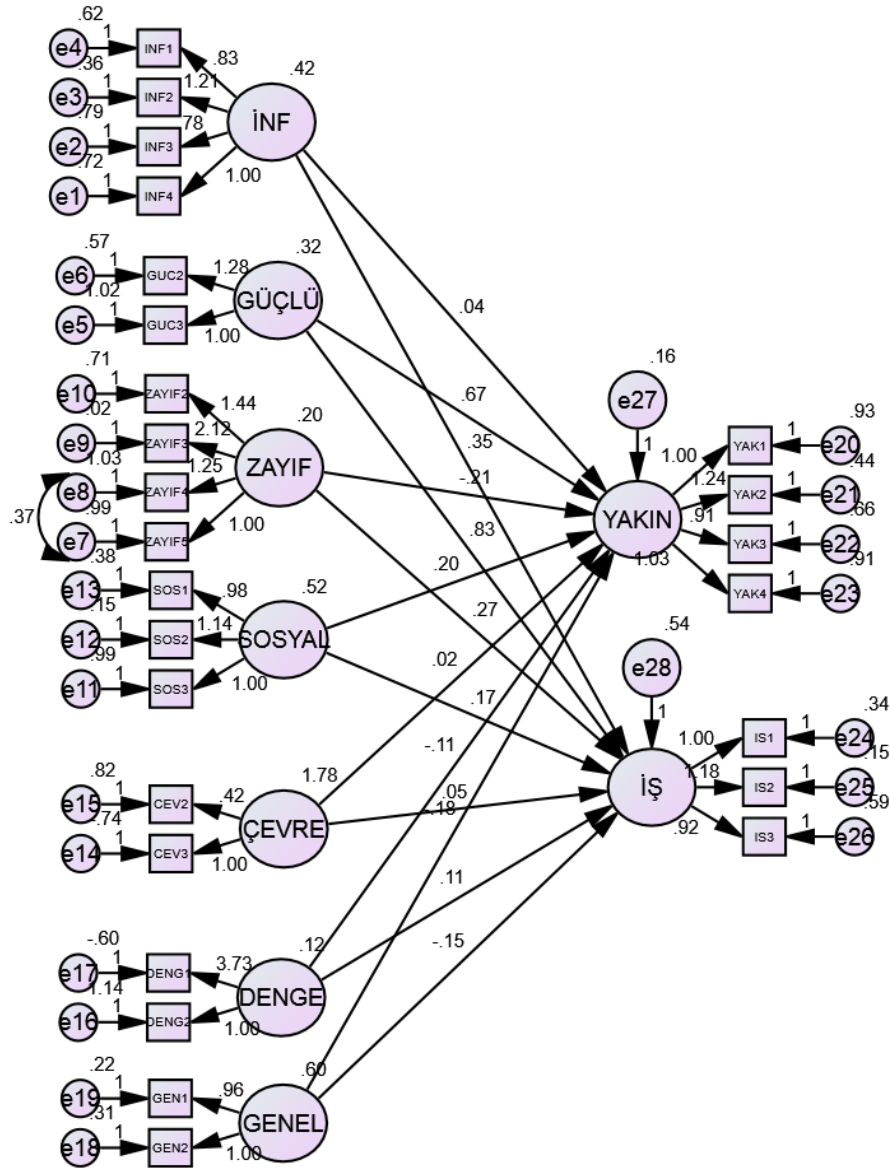 .62
e4 1 INF1 .83 .42
.36
e3 1 INF2 1.21 İNF
.79
e2 1 INF3 .78
.72
e1 1 INF4 1.00
.57
e6 1 GUC2 1.28 .32
1.02 GÜÇLÜ
e5 1 GUC3 1.00
.71
e10 1 ZAYIF2 1.44 .20
.02
e9 1 ZAYIF3 2.12 ZAYIF
1.03
e8 1 ZAYIF4 1.25
.37 .99
e7 1 ZAYIF5 1.00
.38
e13 1 SOS1 .98 .52
.15
e12 1 SOS2 1.14 SOSYAL
.99
e11 1 SOS3 1.00
.82 1.78
e15 1 CEV2 .42 ÇEVRE
.74
e14 1 CEV3 1.00
-.60 .12
e17 1 DENG1 3.73 DENGE
1.14
e16 1 DENG2 1.00
.22 .60
e19 1 GEN1 .96 GENEL
.31
e18 1 GEN2 1.00
.04
.67
.35
-.21
.83
.20
.27
.02
.17
-.11
.05
.18
.11
-.15
.16
e27
1
YAKIN
.93
1.00 YAK1 1 e20
.44
1.24 YAK2 1 e21
.66
.91 YAK3 1 e22
.91
1.03 YAK4 1 e23
.54
e28
1
İŞ
.34
1.00 IS1 1 e24
.15
1.18 IS2 1 e25
.59
.92 IS3 1 e26